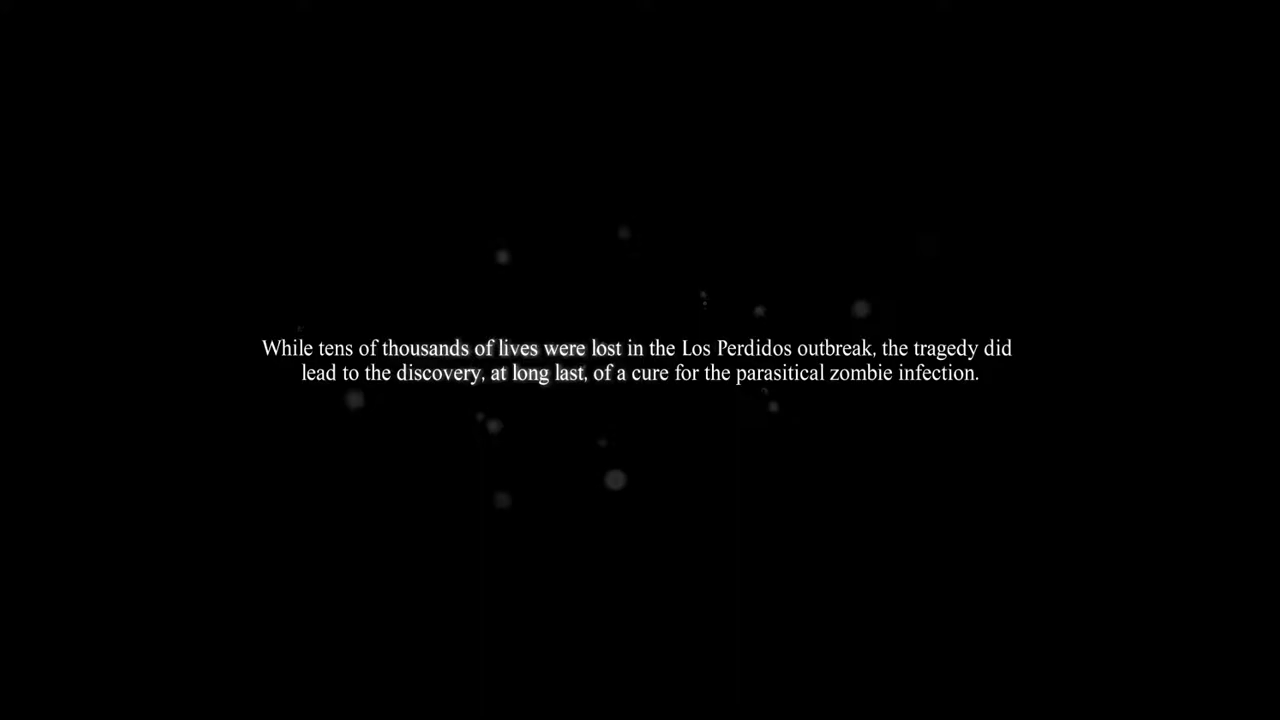 While tens of thousands of lives were lost in the Los Perdidos outbreak, the tragedy did
lead to the discovery, at long last, of a cure for the parasitical zombie infection.